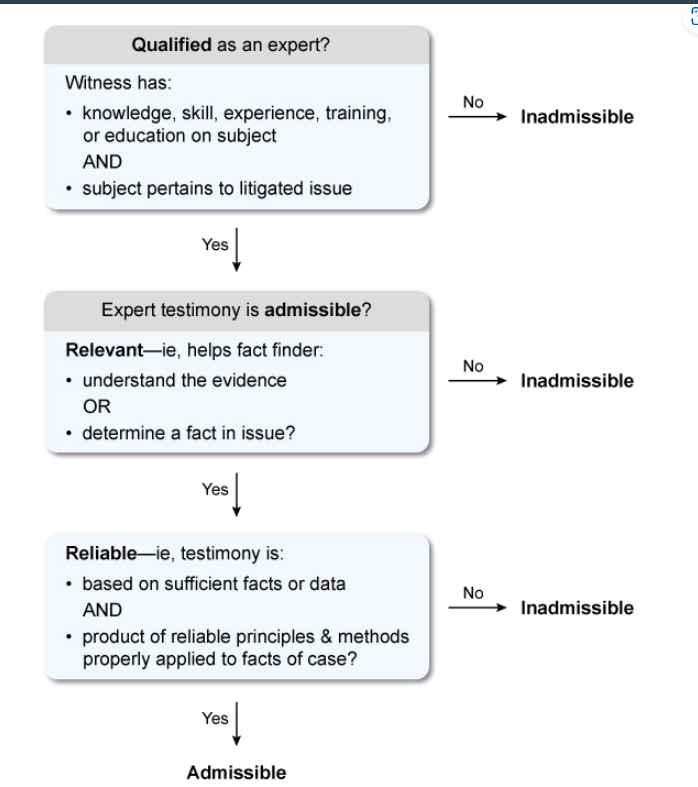 Qualified as an expert?
Witness has:
• knowledge, skill, experience, training,
or education on subject
AND
• subject pertains to litigated issue
No
Inadmissible
Yes
Expert testimony is admissible?
Relevant—ie, helps fact finder:
• understand the evidence
OR
• determine a fact in issue?
No
Inadmissible
Yes
Reliable—ie, testimony is:
• based on sufficient facts or data
AND
• product of reliable principles & methods
properly applied to facts of case?
No
Inadmissible
Yes
Admissible